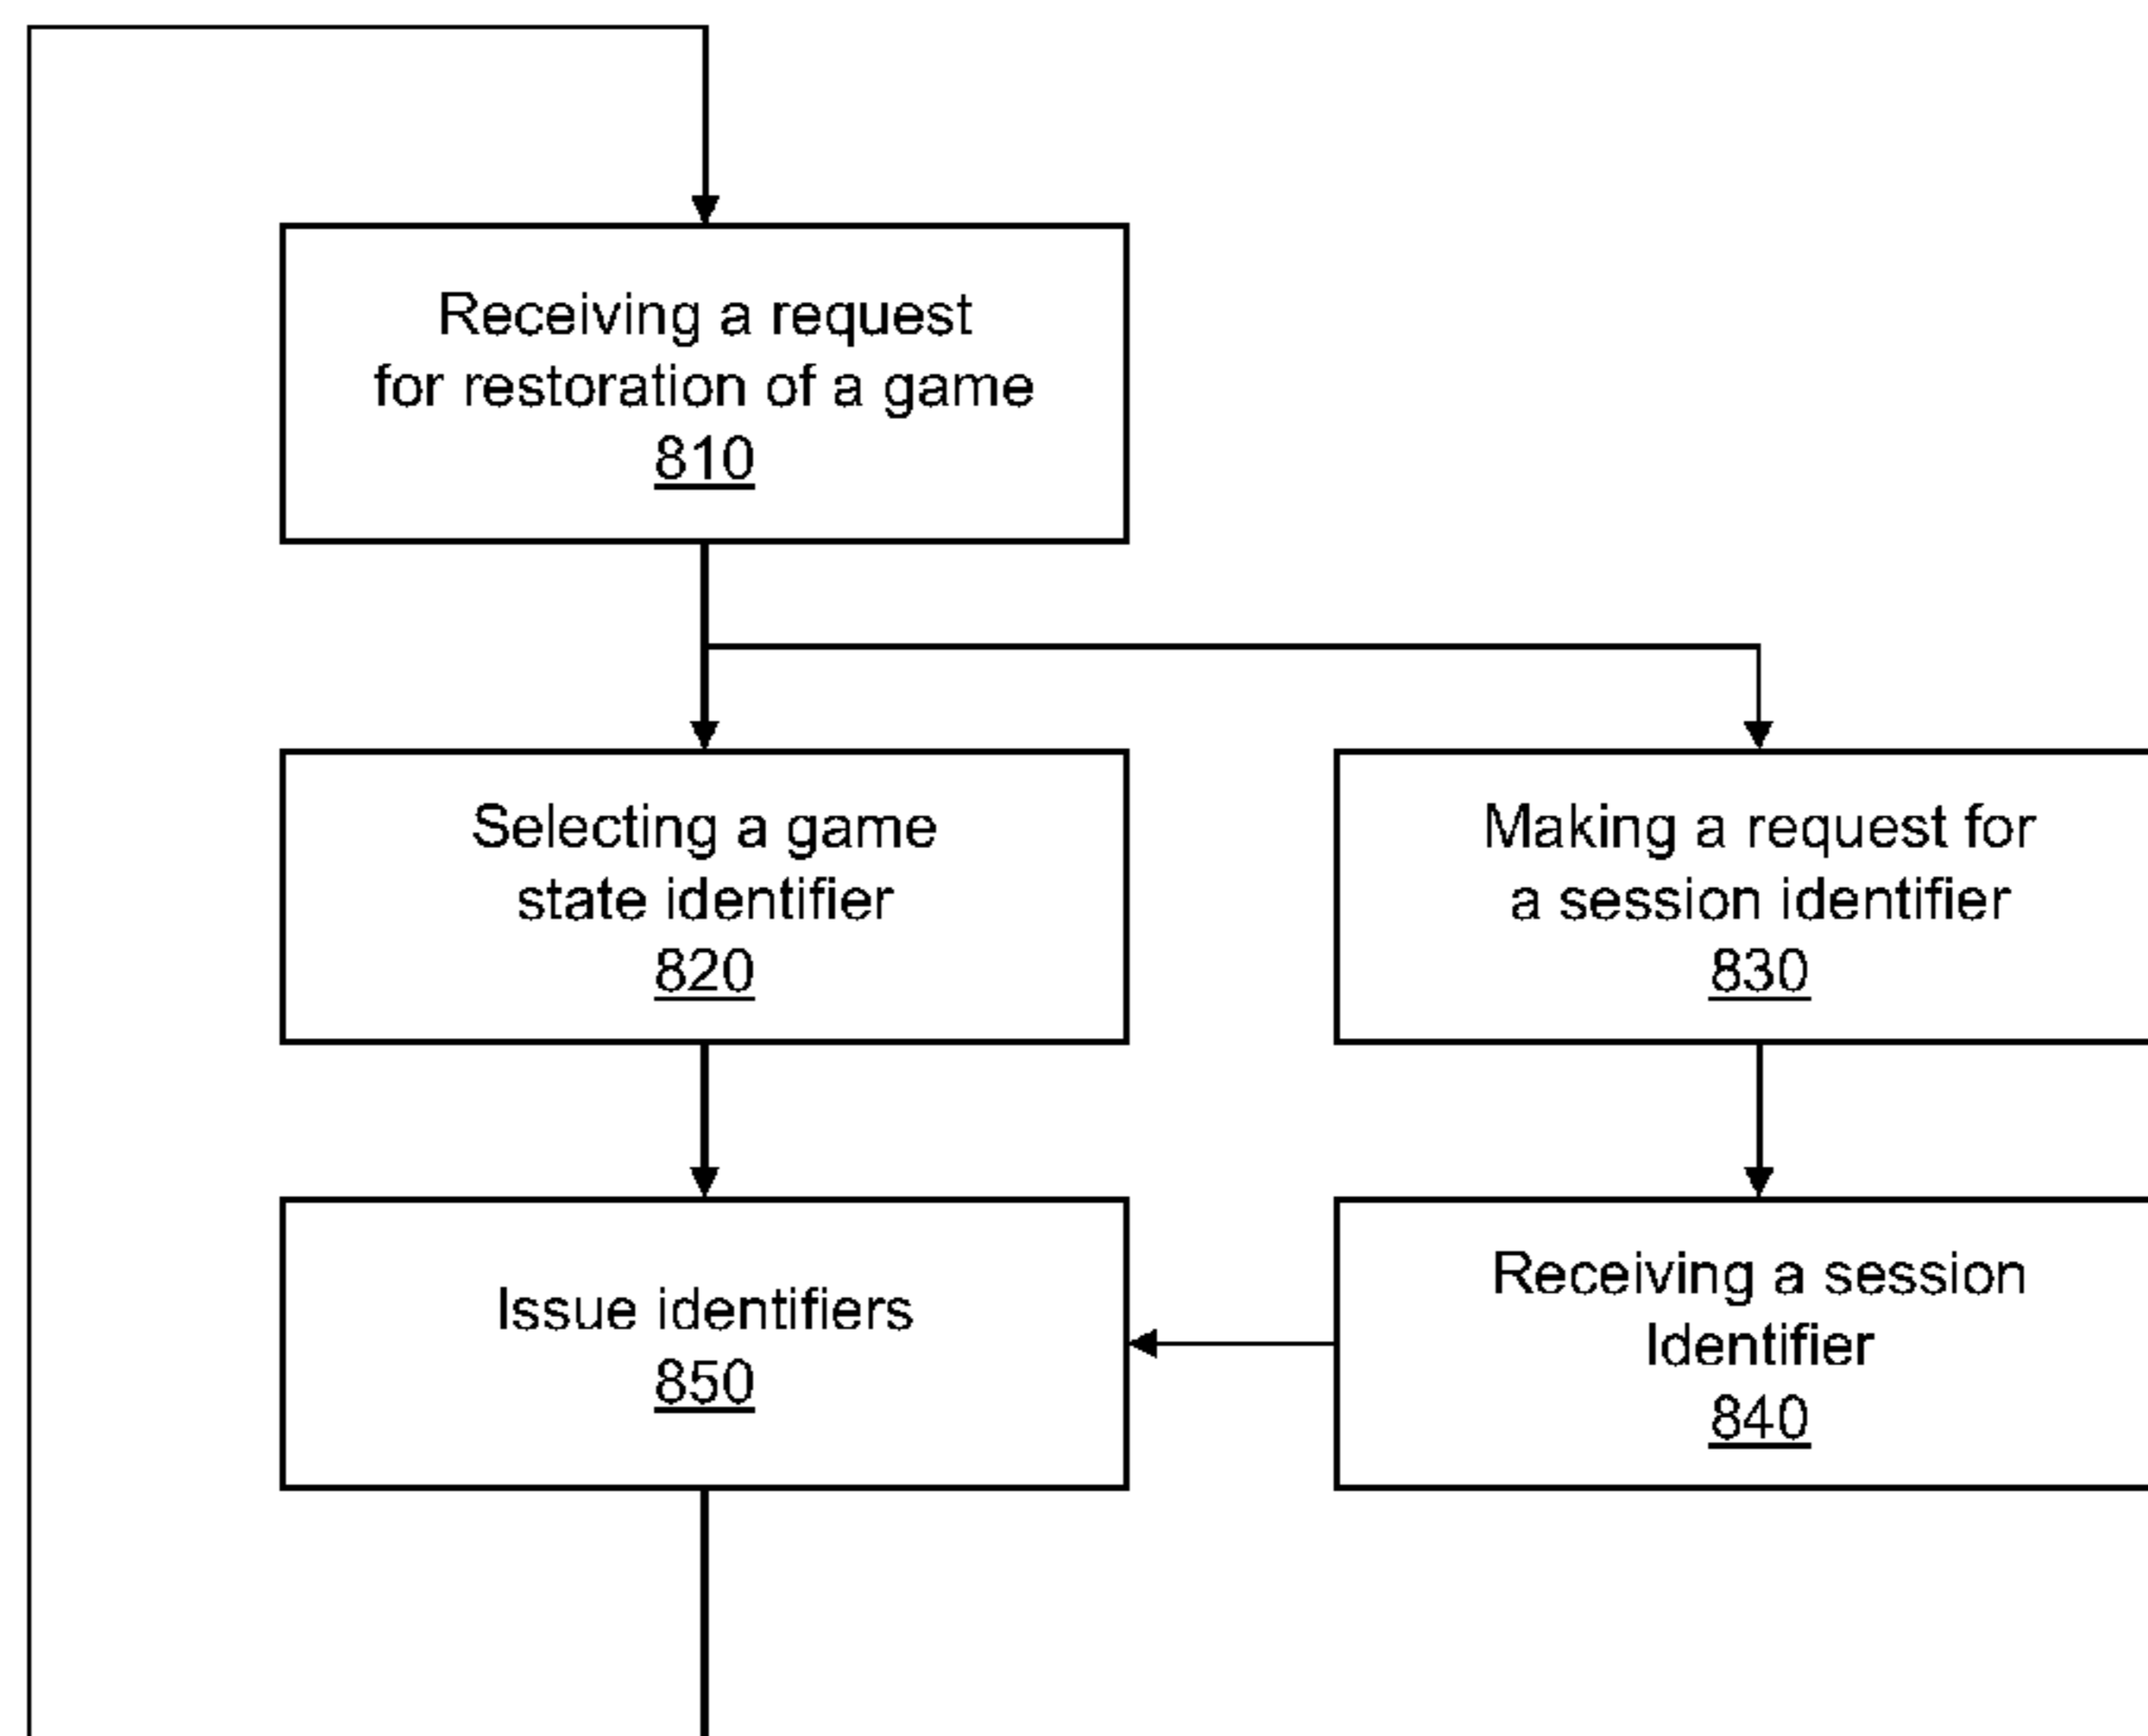 Receiving a request
for restoration of a game
810
Selecting a game
state identifier
820
Making a request for
a session identifier
830
Issue identifiers
850
Receiving a session
Identifier
840